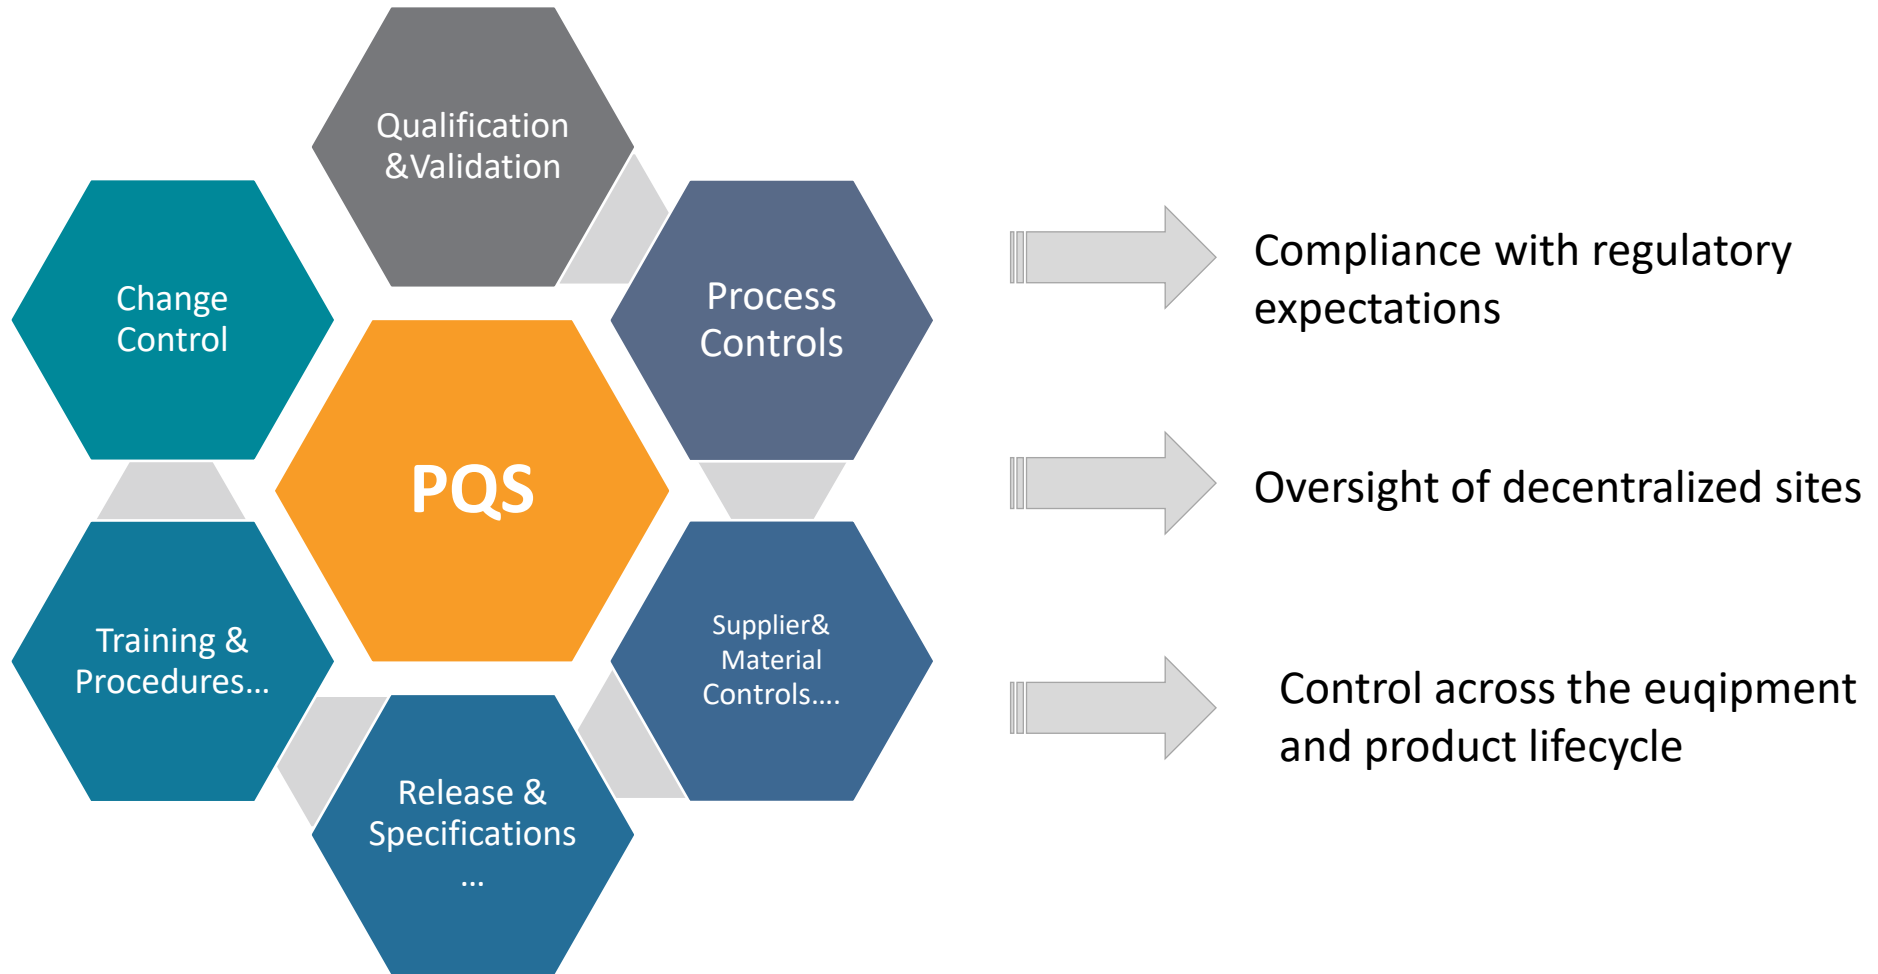 Qualification
&Validation
Process
Controls
Supplier&
Material
Controls....
Release &
Specifications
...
Training &
Procedures...
Change
Control
PQS
Compliance with regulatory
expectations
Oversight of decentralized sites
Control across the euqipment
and product lifecycle